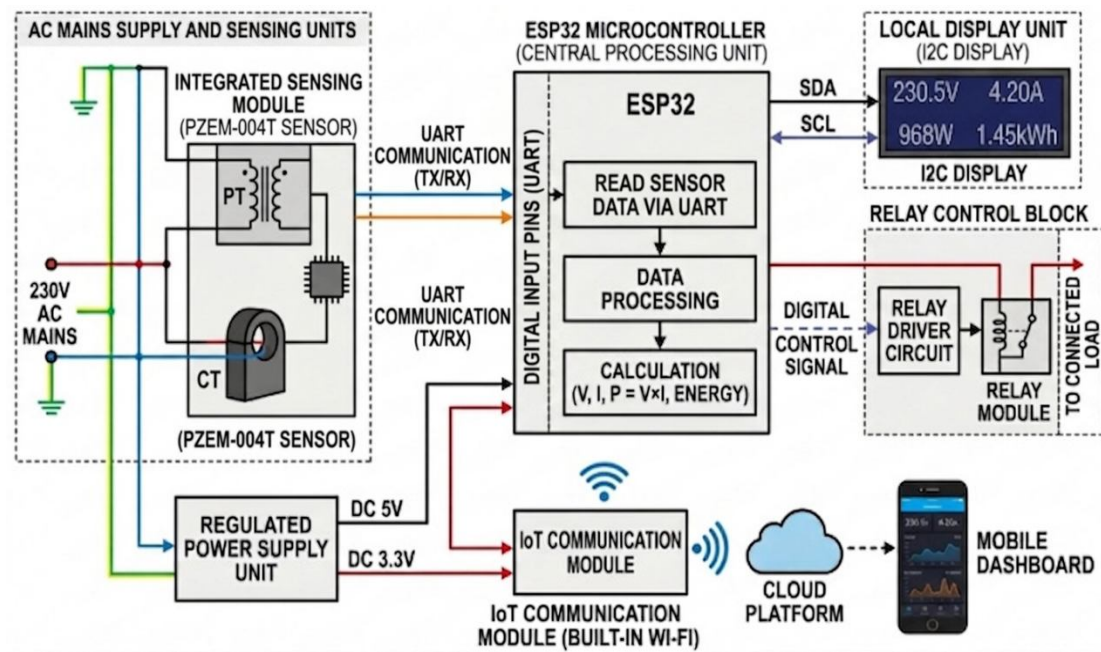 AC MAINS SUPPLY AND SENSING UNITS
INTEGRATED SENSING
MODULE
(PZEM-004T SENSOR)
PT
CT
230V
AC
MAINS
(PZEM-004T SENSOR)
UART
COMMUNICATION
(TX/RX)
UART
COMMUNICATION
(TX/RX)
ESP32 MICROCONTROLLER
(CENTRAL PROCESSING UNIT)
DIGITAL INPUT PINS (UART)
ESP32
READ SENSOR
DATA VIA UART
DATA
PROCESSING
CALCULATION
(V, I, P = V×I, ENERGY)
SDA
SCL
LOCAL DISPLAY UNIT
(I2C DISPLAY)
230.5V 4.20A
968W 1.45kWh
I2C DISPLAY
RELAY CONTROL BLOCK
DIGITAL
CONTROL
SIGNAL
RELAY
DRIVER
CIRCUIT
RELAY
MODULE
TO CONNECTED
LOAD
REGULATED
POWER SUPPLY
UNIT
DC 5V
DC 3.3V
IoT COMMUNICATION
MODULE
IoT COMMUNICATION
MODULE (BUILT-IN WI-FI)
CLOUD
PLATFORM
MOBILE
DASHBOARD